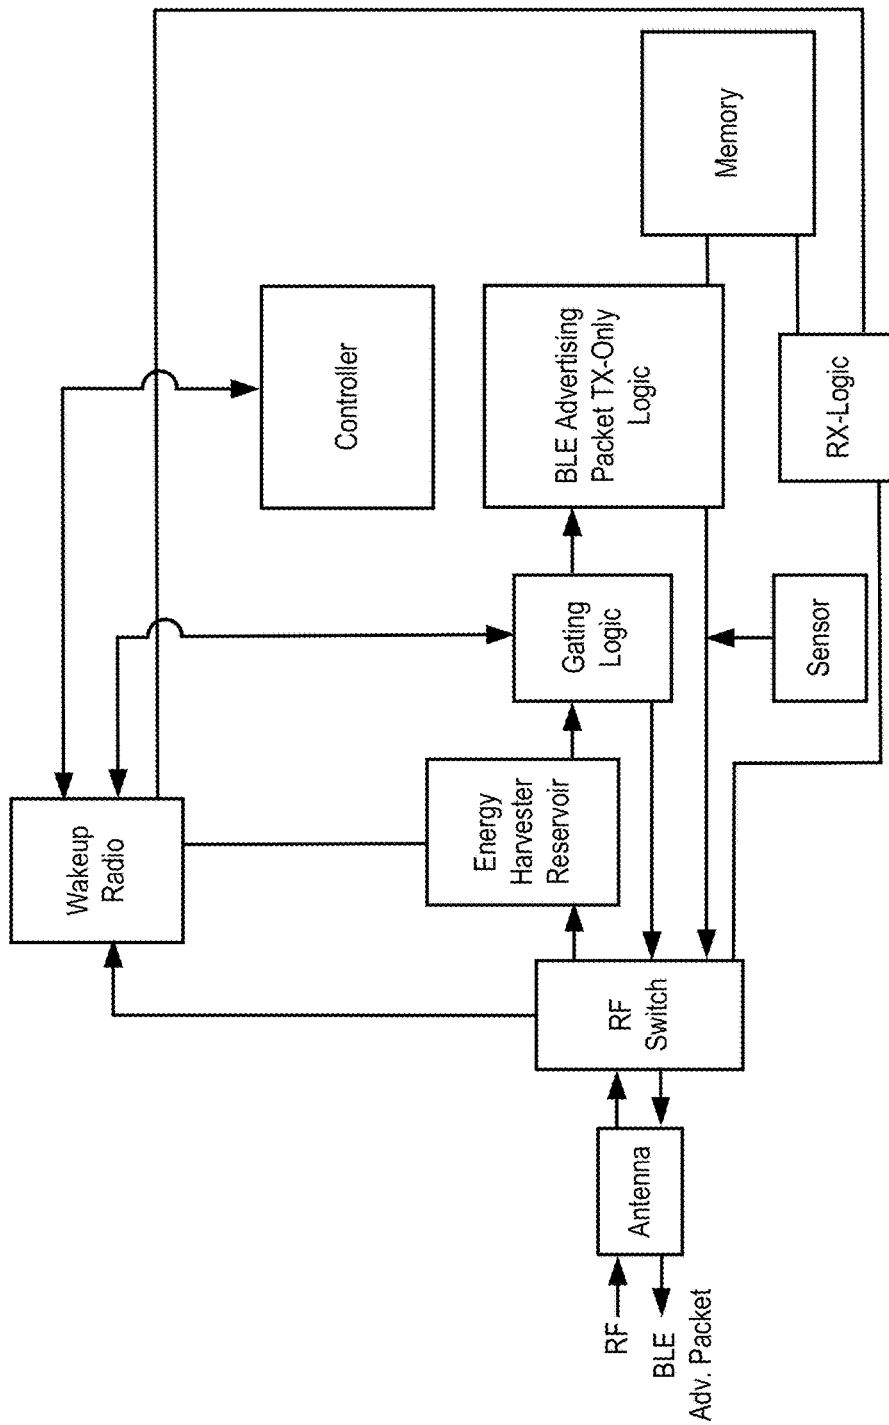 RF
BLE
Adv. Packet
Antenna
RF
Switch
Wakeup
Radio
Energy
Harvester
Reservoir
Gating
Logic
Controller
BLE Advertising
Packet TX-Only
Logic
Sensor
RX-Logic
Memory